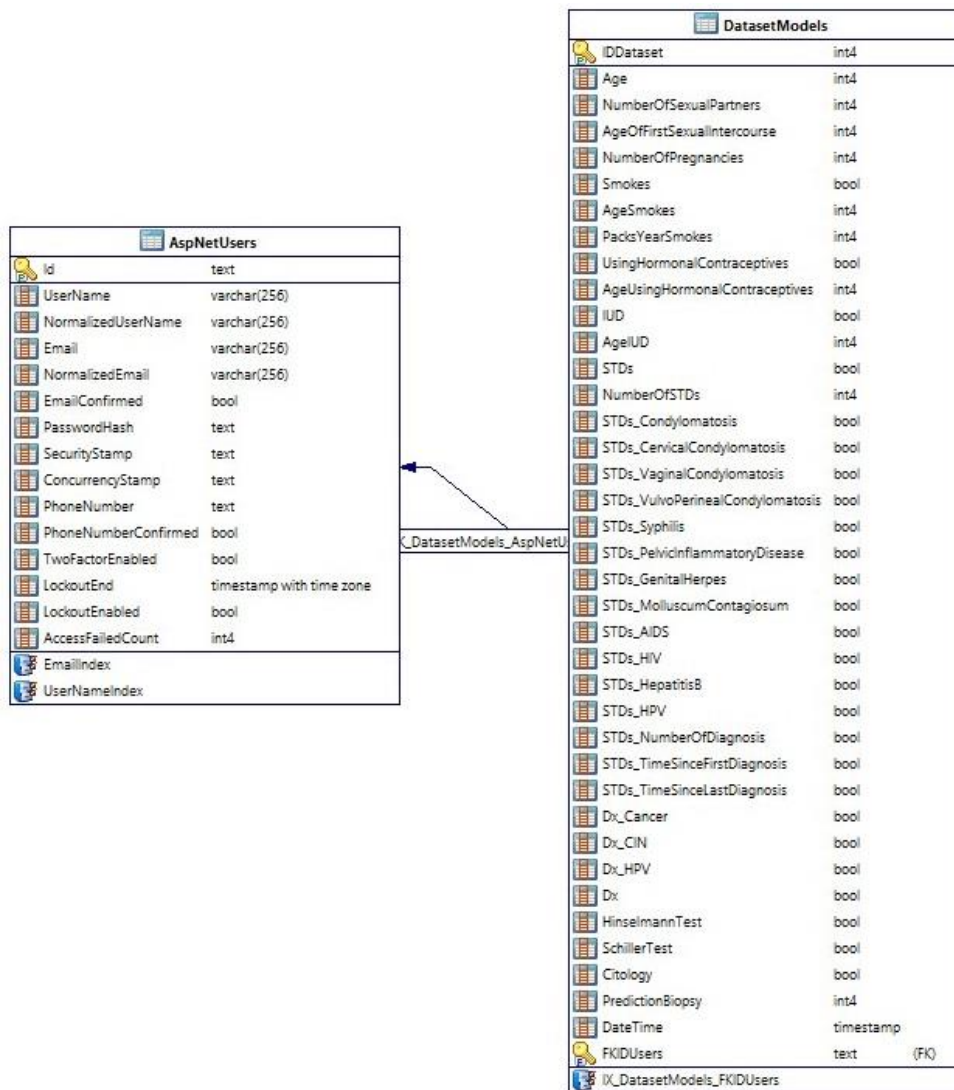 AspNetUsers
Id text
UserName varchar(256)
NormalizedUserName varchar(256)
Email varchar(256)
NormalizedEmail varchar(256)
EmailConfirmed bool
PasswordHash text
SecurityStamp text
ConcurrencyStamp text
PhoneNumber text
PhoneNumberConfirmed bool
TwoFactorEnabled bool
LockoutEnd timestamp with time zone
LockoutEnabled bool
AccessFailedCount int4
EmailIndex
UserNameIndex
K_DatasetModels_AspNetU
DatasetModels
IDDataset int4
Age int4
NumberOfSexualPartners int4
AgeOfFirstSexualIntercourse int4
NumberOfPregnancies int4
Smokes bool
AgeSmokes int4
PacksYearSmokes int4
UsingHormonalContraceptives bool
AgeUsingHormonalContraceptives int4
IUD bool
AgeIUD int4
STDs bool
NumberOfSTDs int4
STDs_Condylomatosis bool
STDs_CervicalCondylomatosis bool
STDs_VaginalCondylomatosis bool
STDs_VulvoPerinealCondylomatosis bool
STDs_Syphilis bool
STDs_PelvicInflammatoryDisease bool
STDs_GenitalHerpes bool
STDs_MolluscumContagiosum bool
STDs_AIDS bool
STDs_HIV bool
STDs_HepatitisB bool
STDs_HPV bool
STDs_NumberOfDiagnosis bool
STDs_TimeSinceFirstDiagnosis bool
STDs_TimeSinceLastDiagnosis bool
Dx_Cancer bool
Dx_CIN bool
Dx_HPV bool
Dx bool
HinselmannTest bool
SchillerTest bool
Citology bool
PredictionBiopsy int4
DateTime timestamp
FKIDUsers text (FK)
IX_DatasetModels_FKIDUsers